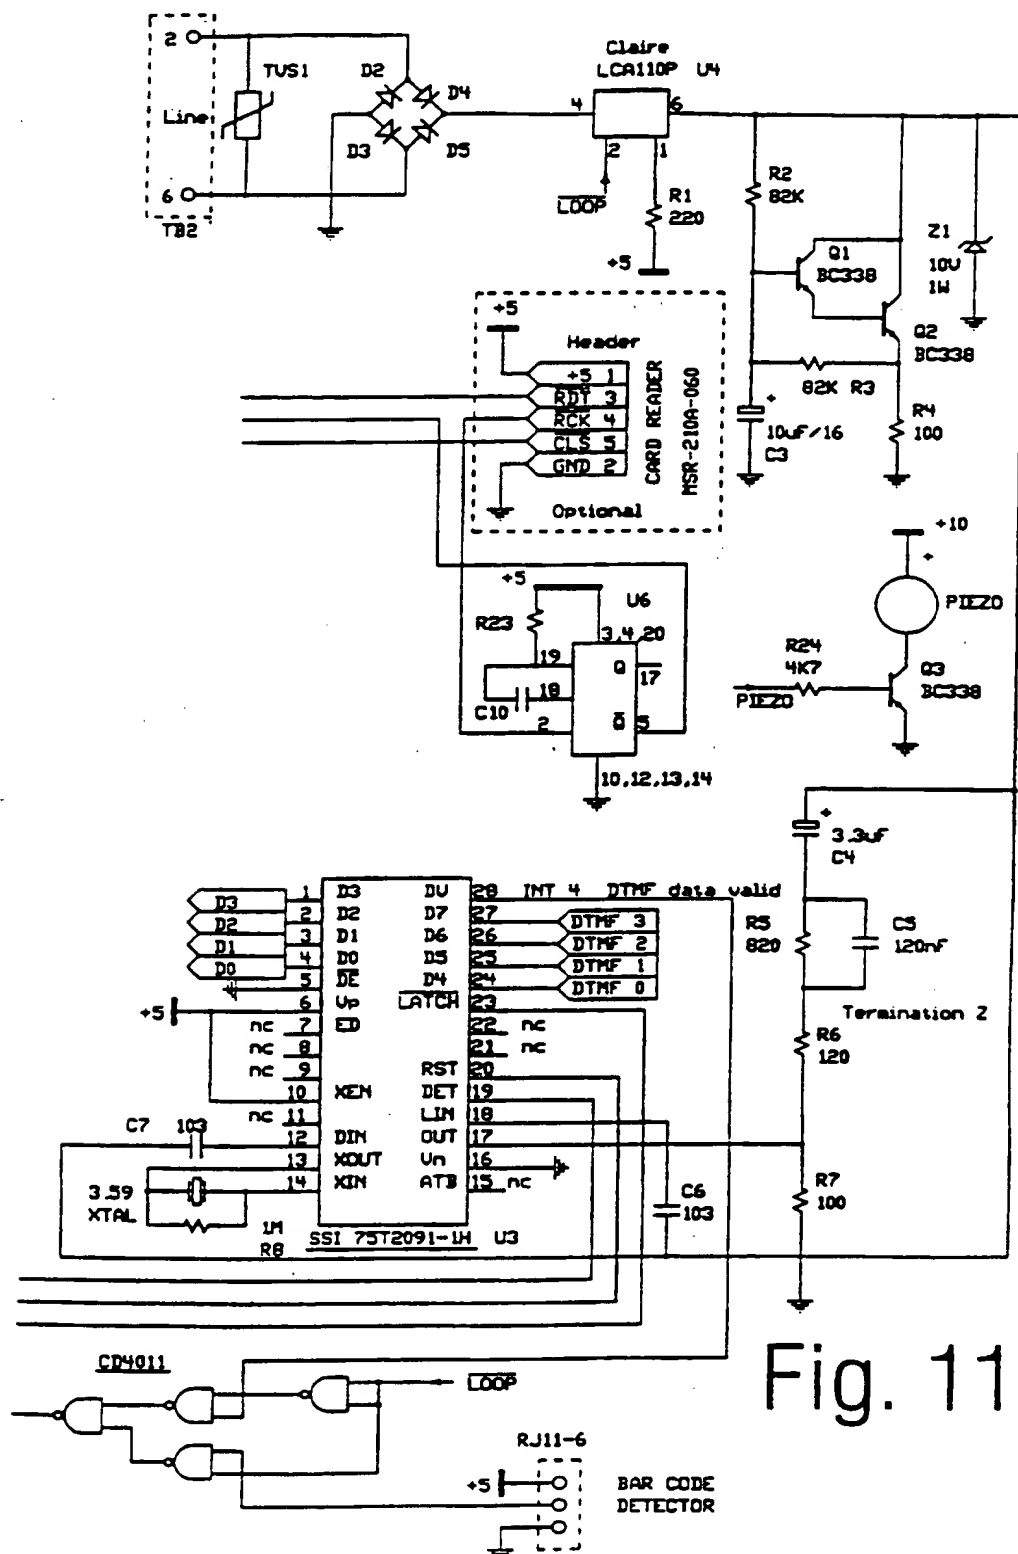 Claire
LCA110P U4
2
TVS1
D2
D4
Line
4
6
D3
D5
2
1
6
TB2
LOOP
R1
220
+5
R2
82K
Q1
BC338
Z1
10V
1W
Q2
BC338
82K R3
10uF/16
C3
R4
100
+5
Header
+5 1
RDT 3
RCK 4
CLS 5
GND 2
CARD READER
MSR-210A-060
Optional
+10
+
PIEZO
R24
4K7
PIEZO
Q3
BC338
+5
U6
R23
3,4,20
19
Q
17
18
C10
2
Q
5
10,12,13,14
+
3.3uF
C4
R5
820
C5
120nF
Termination Z
R6
120
R7
100
D3 1 D3 DV 28 INT 4 DTMF data valid
D2 2 D2 D7 27 DTMF 3
D1 3 D1 D6 26 DTMF 2
D0 4 D0 D5 25 DTMF 1
5 DE D4 24 DTMF 0
+5 6 Vp LATCH 23
nc 7 ED 22 nc
nc 8 21 nc
nc 9 RST 20
10 XEN DET 19
nc 11 LIN 18
C7 103 12 DIN OUT 17
13 XOUT Vn 16
14 XIN ATB 15 nc
3.59
XTAL
1M
R8
SSI 75T2091-1H U3
C6
103
CD4011
LOOP
Fig. 11
RJ11-6
+5
BAR CODE
DETECTOR